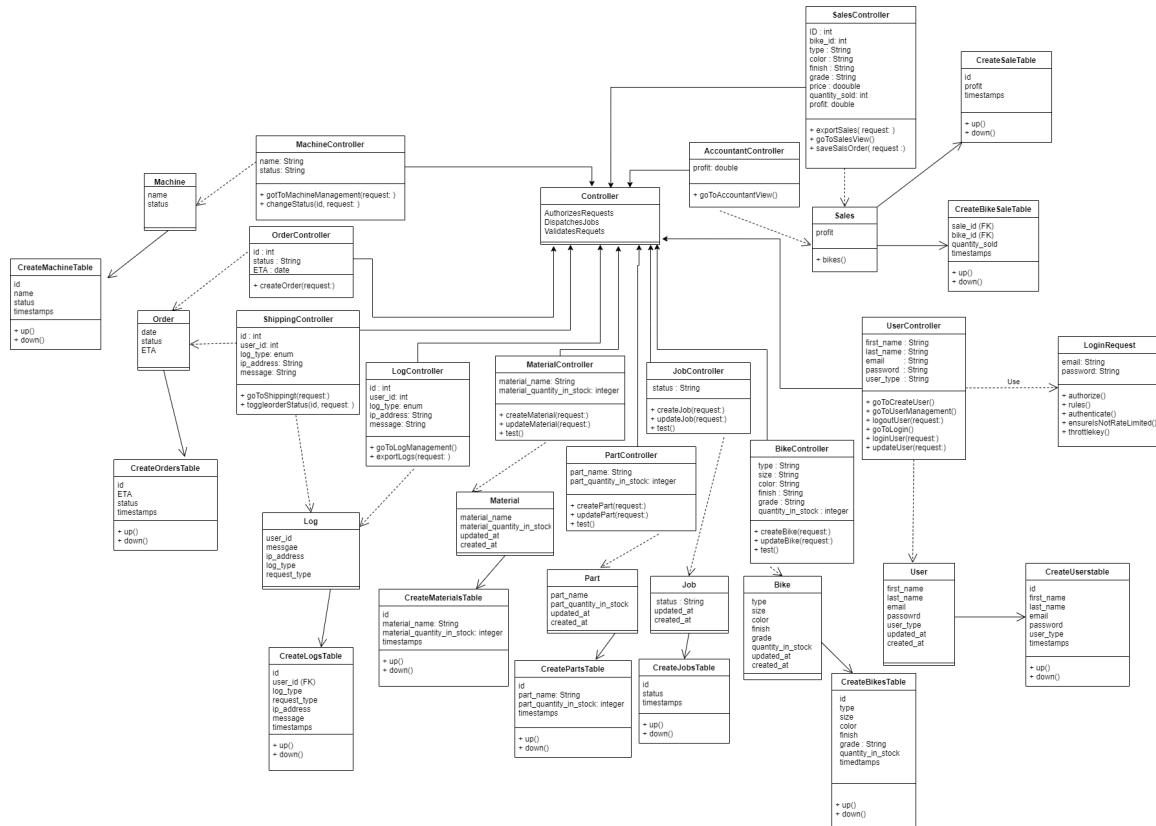 SalesController
ID : int
bike_id: int
type : String
color : String
finish : String
grade : String
price : doouble
quantity_sold: int
profit: double
+ exportSales( request: )
+ goToSalesView()
+ saveSalsOrder( request :)
CreateSaleTable
id
profit
timestamps
+ up()
+ down()
MachineController
name: String
status: String
+ gotToMachineManagement(request: )
+ changeStatus(id, request: )
AccountantController
profit: double
+ goToAccountantView()
Machine
name
status
Controller
AuthorizesRequests
DispatchesJobs
ValidatesRequets
Sales
profit
+ bikes()
CreateBikeSaleTable
sale_id (FK)
bike_id (FK)
quantity_sold
timestamps
+ up()
+ down()
OrderController
id : int
status : String
ETA : date
+ createOrder(request:)
CreateMachineTable
id
name
status
timestamps
+ up()
+ down()
Order
date
status
ETA
ShippingController
id : int
user_id: int
log_type: enum
ip_address: String
message: String
+ goToShippingt(request:)
+ toggleorderStatus(id, request: )
UserController
first_name : String
last_name : String
email : String
password : String
user_type : String
+ goToCreateUser()
+ goToUserManagement()
+ logoutUser(request:)
+ goToLogin()
+ loginUser(request:)
+ updateUser(request:)
Use
LoginRequest
email: String
password: String
+ authorize()
+ rules()
+ authenticate()
+ ensureIsNotRateLimited()
+ throttlekey()
LogController
id : int
user_id: int
log_type: enum
ip_address: String
message: String
+ goToLogManagement()
+ exportLogs(request: )
MaterialController
material_name: String
material_quantity_in_stock: integer
+ createMaterial(request:)
+ updateMaterial(request:)
+ test()
JobController
status : String
+ createJob(request:)
+ updateJob(request:)
+ test()
PartController
part_name: String
part_quantity_in_stock: integer
+ createPart(request:)
+ updatePart(request:)
+ test()
BikeController
type : String
size : String
color: String
finish : String
grade : String
quantity_in_stock : integer
+ createBike(request:)
+ updateBike(request:)
+ test()
CreateOrdersTable
id
ETA
status
timestamps
+ up()
+ down()
Log
user_id
messgae
ip_address
log_type
request_type
Material
material_name
material_quantity_in_stock
updated_at
created_at
Part
part_name
part_quantity_in_stock
updated_at
created_at
Job
status : String
updated_at
created_at
Bike
type
size
color
finish
grade
quantity_in_stock
updated_at
created_at
User
first_name
last_name
email
passowrd
user_type
updated_at
created_at
CreateUserstable
id
first_name
last_name
email
password
user_type
timestamps
+ up()
+ down()
CreateMaterialsTable
id
material_name: String
material_quantity_in_stock: integer
timestamps
+ up()
+ down()
CreateLogsTable
id
user_id (FK)
log_type
request_type
ip_address
message
timestamps
+ up()
+ down()
CreatePartsTable
id
part_name: String
part_quantity_in_stock: integer
timestamps
+ up()
+ down()
CreateJobsTable
id
status
timestamps
+ up()
+ down()
CreateBikesTable
id
type
size
color
finish
grade : String
quantity_in_stock
timedtamps
+ up()
+ down()